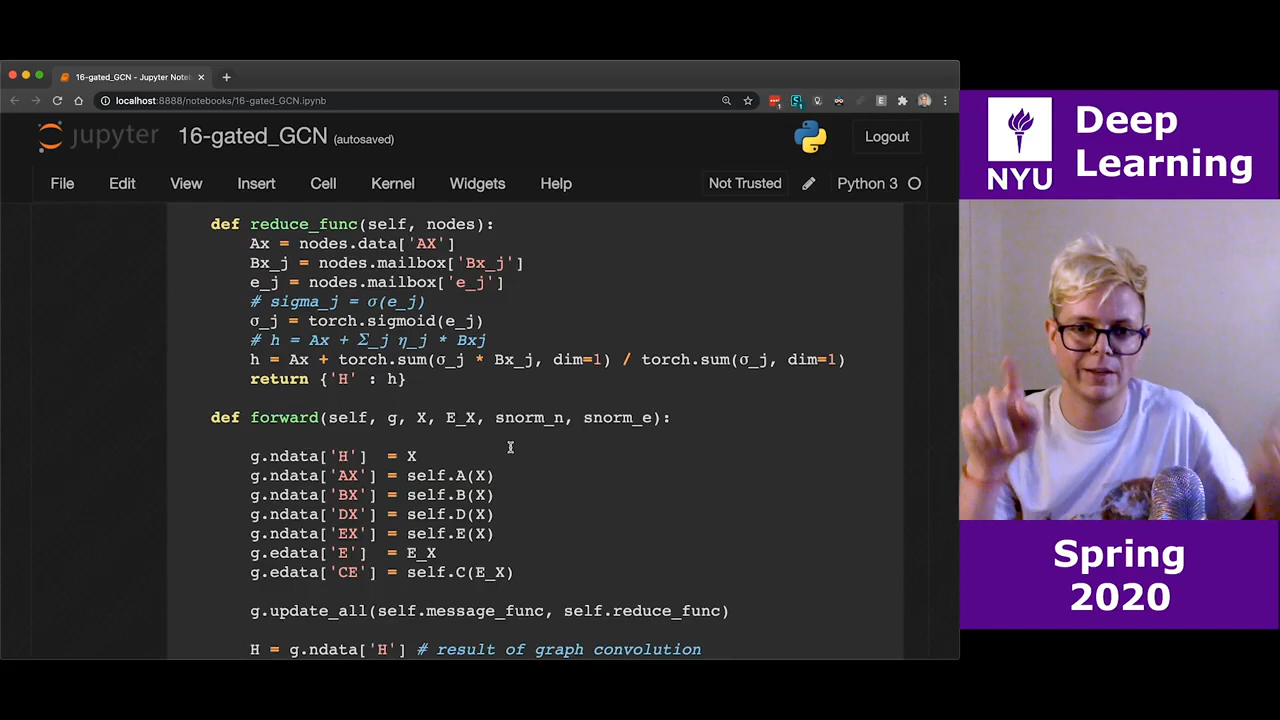 16-gated_GCN - Jupyter Note
localhost:8888/notebooks/16-gated_GCN.ipynb
jupyter 16-gated_GCN (autosaved) Logout
File Edit View Insert Cell Kernel Widgets Help Not Trusted Python 3
def reduce_func(self, nodes):
Ax = nodes.data['AX']
Bx_j = nodes.mailbox['Bx_j']
e_j = nodes.mailbox['e_j']
# sigma_j = σ(e_j)
σ_j = torch.sigmoid(e_j)
# h = Ax + Σ_j η_j * Bxj
h = Ax + torch.sum(σ_j * Bx_j, dim=1) / torch.sum(σ_j, dim=1)
return {'H' : h}
def forward(self, g, X, E_X, snorm_n, snorm_e):
g.ndata['H'] = X
g.ndata['AX'] = self.A(X)
g.ndata['BX'] = self.B(X)
g.ndata['DX'] = self.D(X)
g.ndata['EX'] = self.E(X)
g.edata['E'] = E_X
g.edata['CE'] = self.C(E_X)
g.update_all(self.message_func, self.reduce_func)
H = g.ndata['H'] # result of graph convolution
NYU
Deep
Learning
Spring
2020